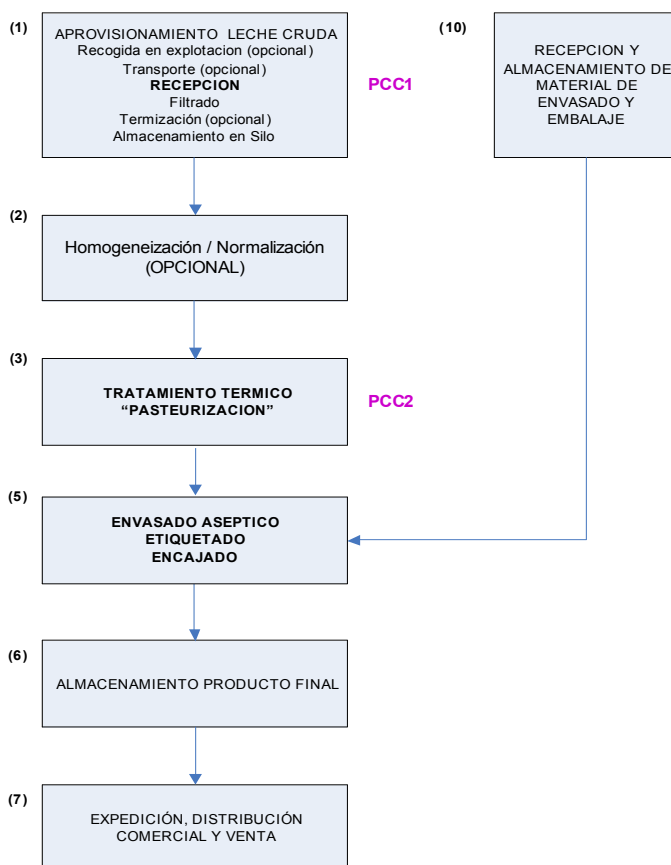 (1)
APROVISIONAMIENTO LECHE CRUDA
Recogida en explotacion (opcional)
Transporte (opcional)
RECEPCION
Filtrado
Termización (opcional)
Almacenamiento en Silo
PCC1
(10)
RECEPCION Y
ALMACENAMIENTO DE
MATERIAL DE
ENVASADO Y
EMBALAJE
(2)
Homogeneización / Normalización
(OPCIONAL)
(3)
TRATAMIENTO TERMICO
“PASTEURIZACION”
PCC2
(5)
ENVASADO ASEPTICO
ETIQUETADO
ENCAJADO
(6)
ALMACENAMIENTO PRODUCTO FINAL
(7)
EXPEDICIÓN, DISTRIBUCIÓN
COMERCIAL Y VENTA